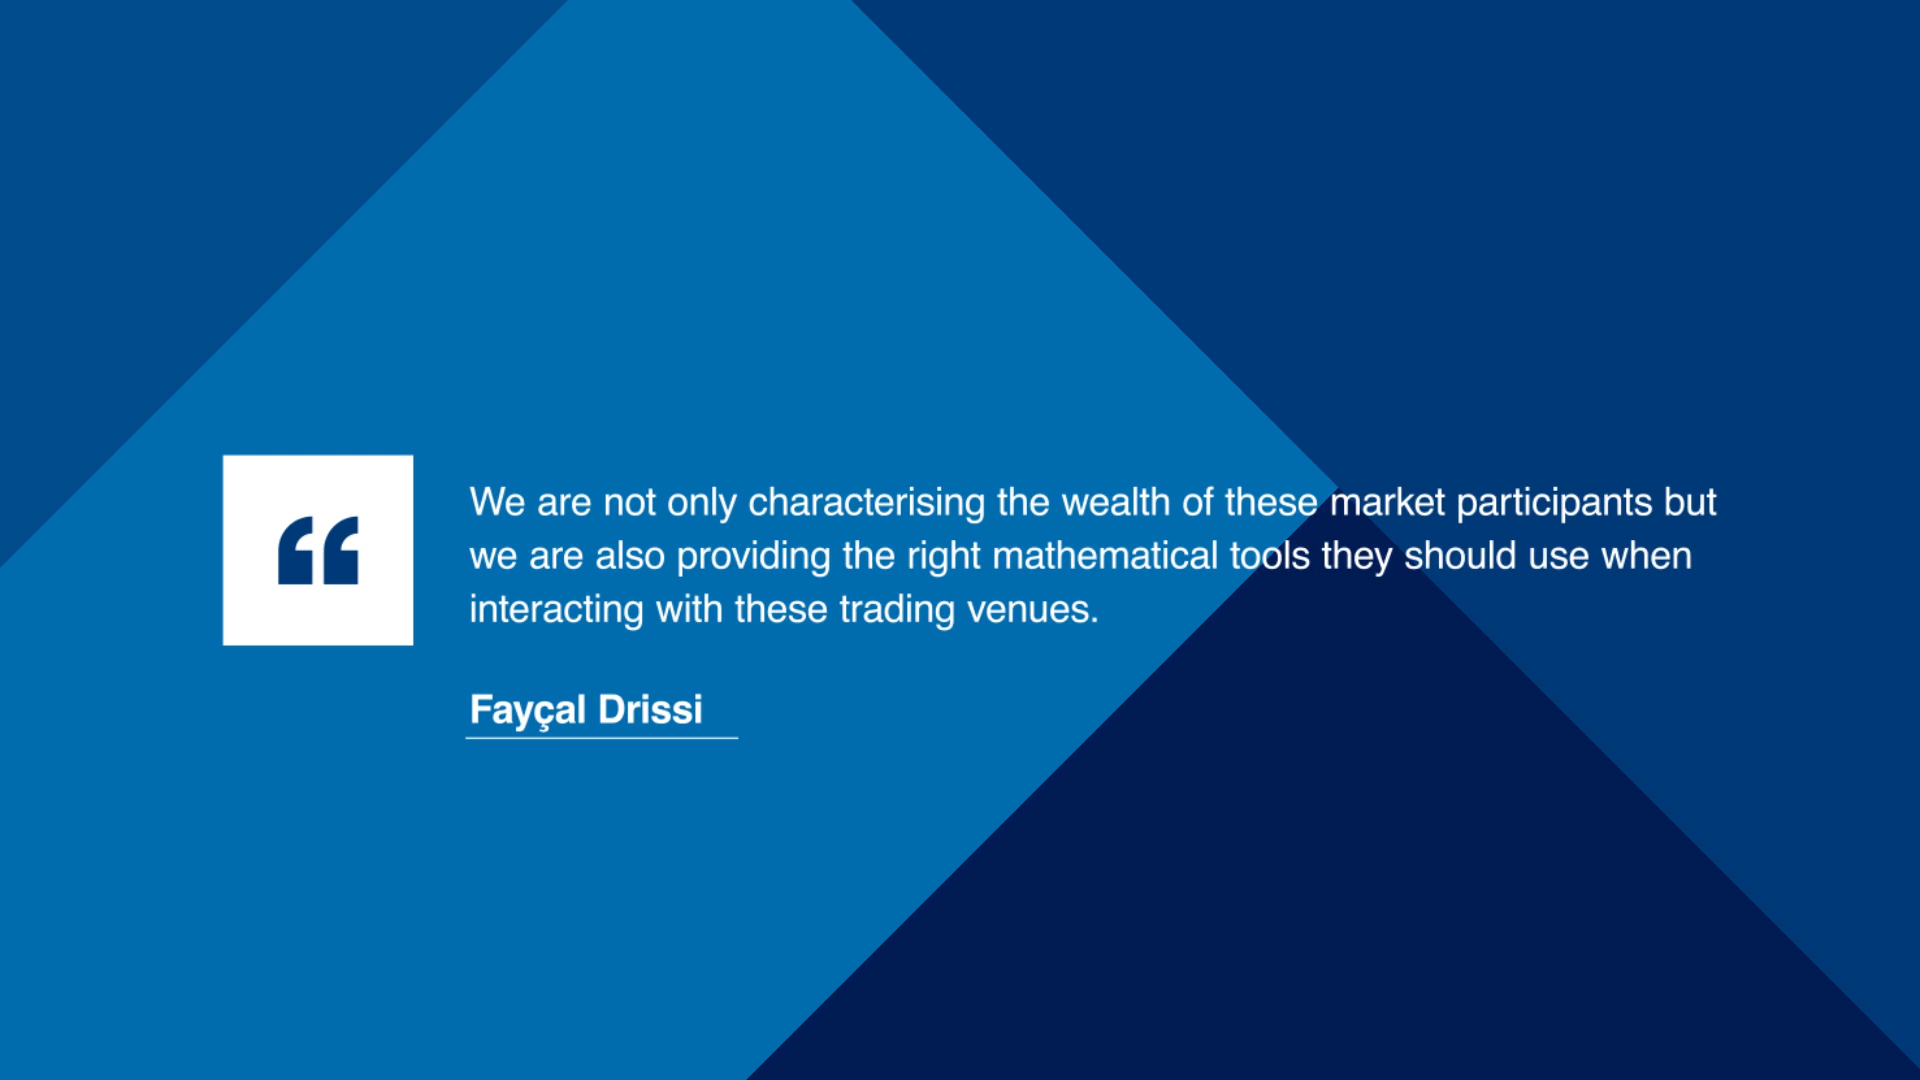 “
We are not only characterising the wealth of these market participants but
we are also providing the right mathematical tools they should use when
interacting with these trading venues.
Fayçal Drissi